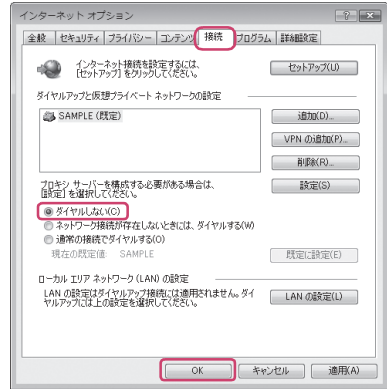 インターネット オプション
全般 セキュリティ プライバシー コンテンツ 接続 プログラム 詳細設定
インターネット接続を設定するには、
[セットアップ] をクリックしてください。
セットアップ(U)
ダイヤルアップと仮想プライベート ネットワークの設定
SAMPLE (既定)
追加(D)...
VPN の追加(P)...
削除(R)...
プロキシ サーバーを構成する必要がある場合は、
[設定] を選択してください。
設定(S)
ダイヤルしない(C)
ネットワーク接続が存在しないときには、ダイヤルする(W)
通常の接続でダイヤルする(O)
現在の既定値: SAMPLE
既定に設定(E)
ローカル エリア ネットワーク (LAN) の設定
LAN の設定はダイヤルアップ接続には適用されません。ダイ
ヤルアップには上の設定を選択してください。
LAN の設定(L)
OK キャンセル 適用(A)